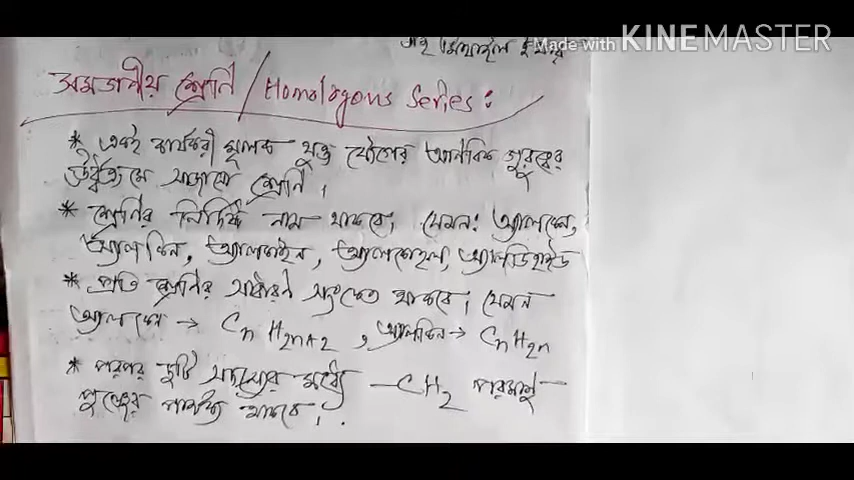 Made with KINEMASTER
সমগোত্রীয় শ্রেণি / Homologous Series :
* একই কার্যকরী মূলক যুক্ত যৌগের আণবিক গুরুত্বের
উর্ধ্বক্রমে সাজানো শ্রেণি ।
* শ্রেণির নির্দিষ্ট নাম থাকবে, যেমন: অ্যালকেন,
অ্যালকিন, অ্যালকাইন, অ্যালকোহল, অ্যালডিহাইড
* প্রতি শ্রেণির সাধারণ সংকেত থাকবে, যেমন
অ্যালকেন → CnH2n+2 , অ্যালকিন → CnH2n
* পরপর দুটি সদস্যের মধ্যে —CH2 পরমাণু—
পুঞ্জের পার্থক্য থাকবে ।